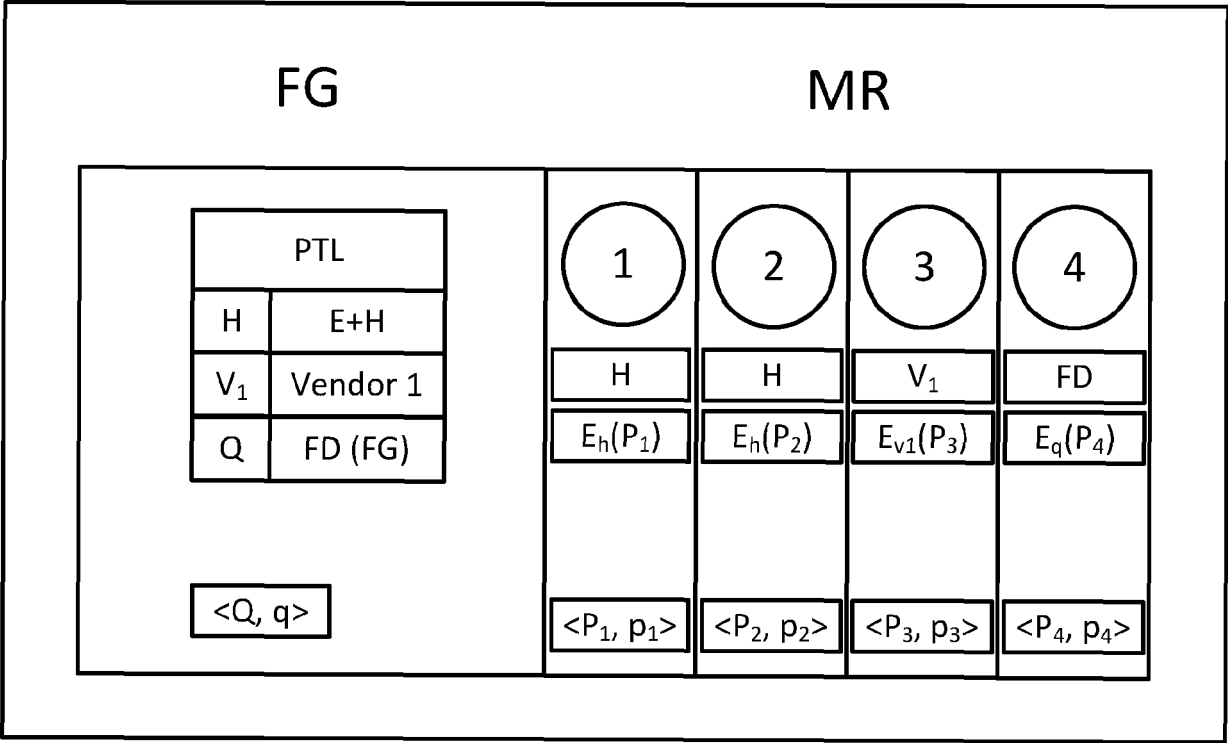 FG
MR
PTL
H E+H
V₁ Vendor 1
Q FD (FG)
<Q, q>
1 2 3 4
H H V₁ FD
Eₕ(P₁) Eₕ(P₂) Eᵥ₁(P₃) E_q(P₄)
<P₁, p₁> <P₂, p₂> <P₃, p₃> <P₄, p₄>